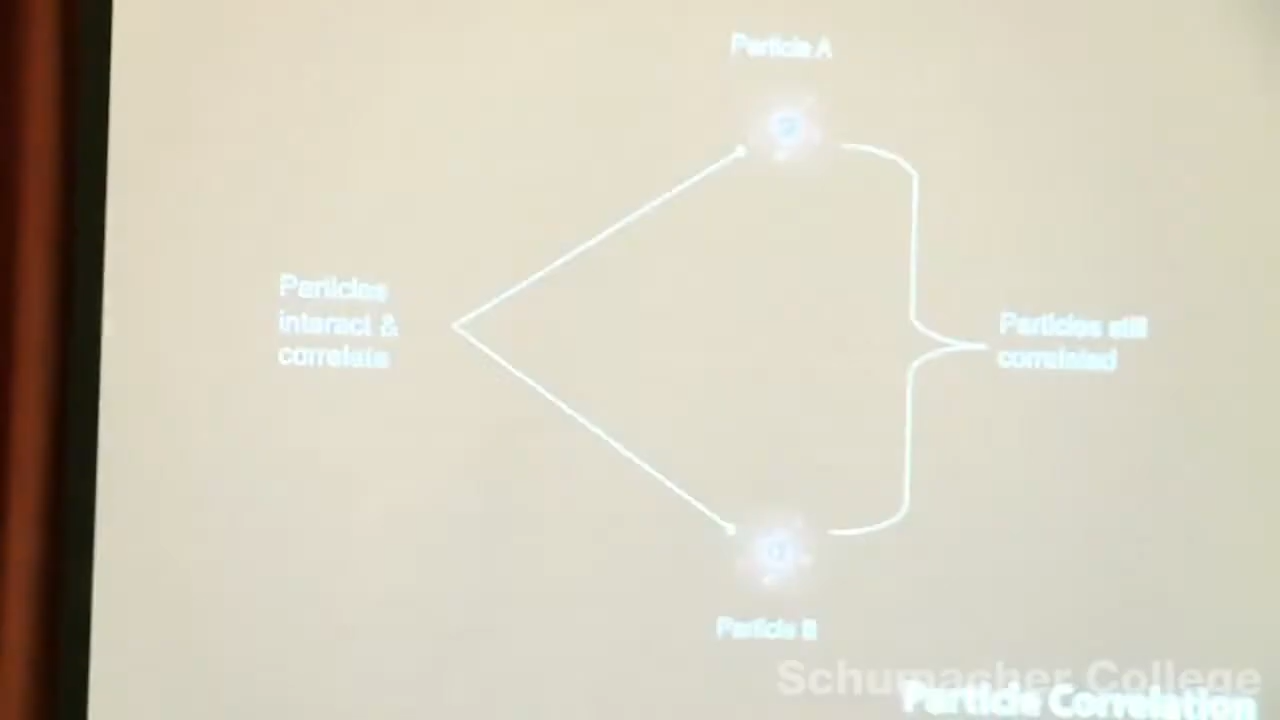 Particle A
Particles
interact &
correlate
Particles still
correlated
Particle B
Schumacher College
Particle Correlation